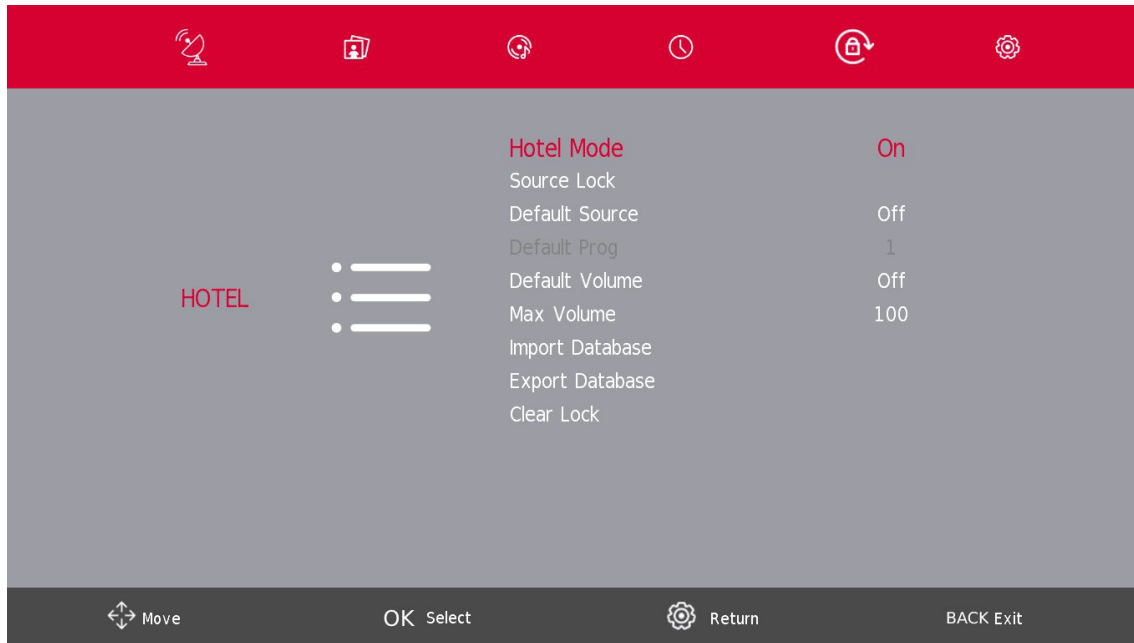 Hotel Mode On
Source Lock
Default Source Off
Default Prog 1
Default Volume Off
HOTEL
Max Volume 100
Import Database
Export Database
Clear Lock
Move OK Select Return BACK Exit